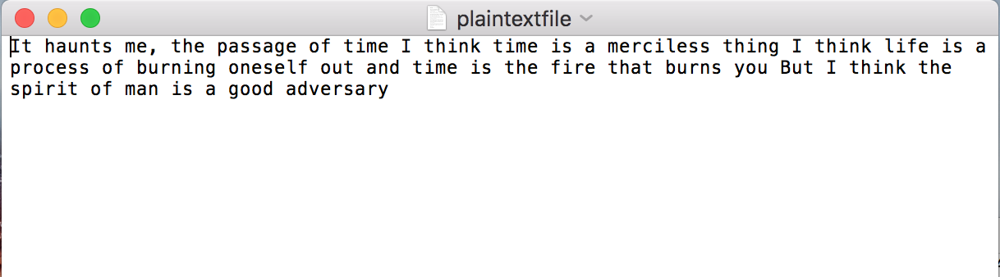 plaintextfile
It haunts me, the passage of time I think time is a merciless thing I think life is a
process of burning oneself out and time is the fire that burns you But I think the
spirit of man is a good adversary